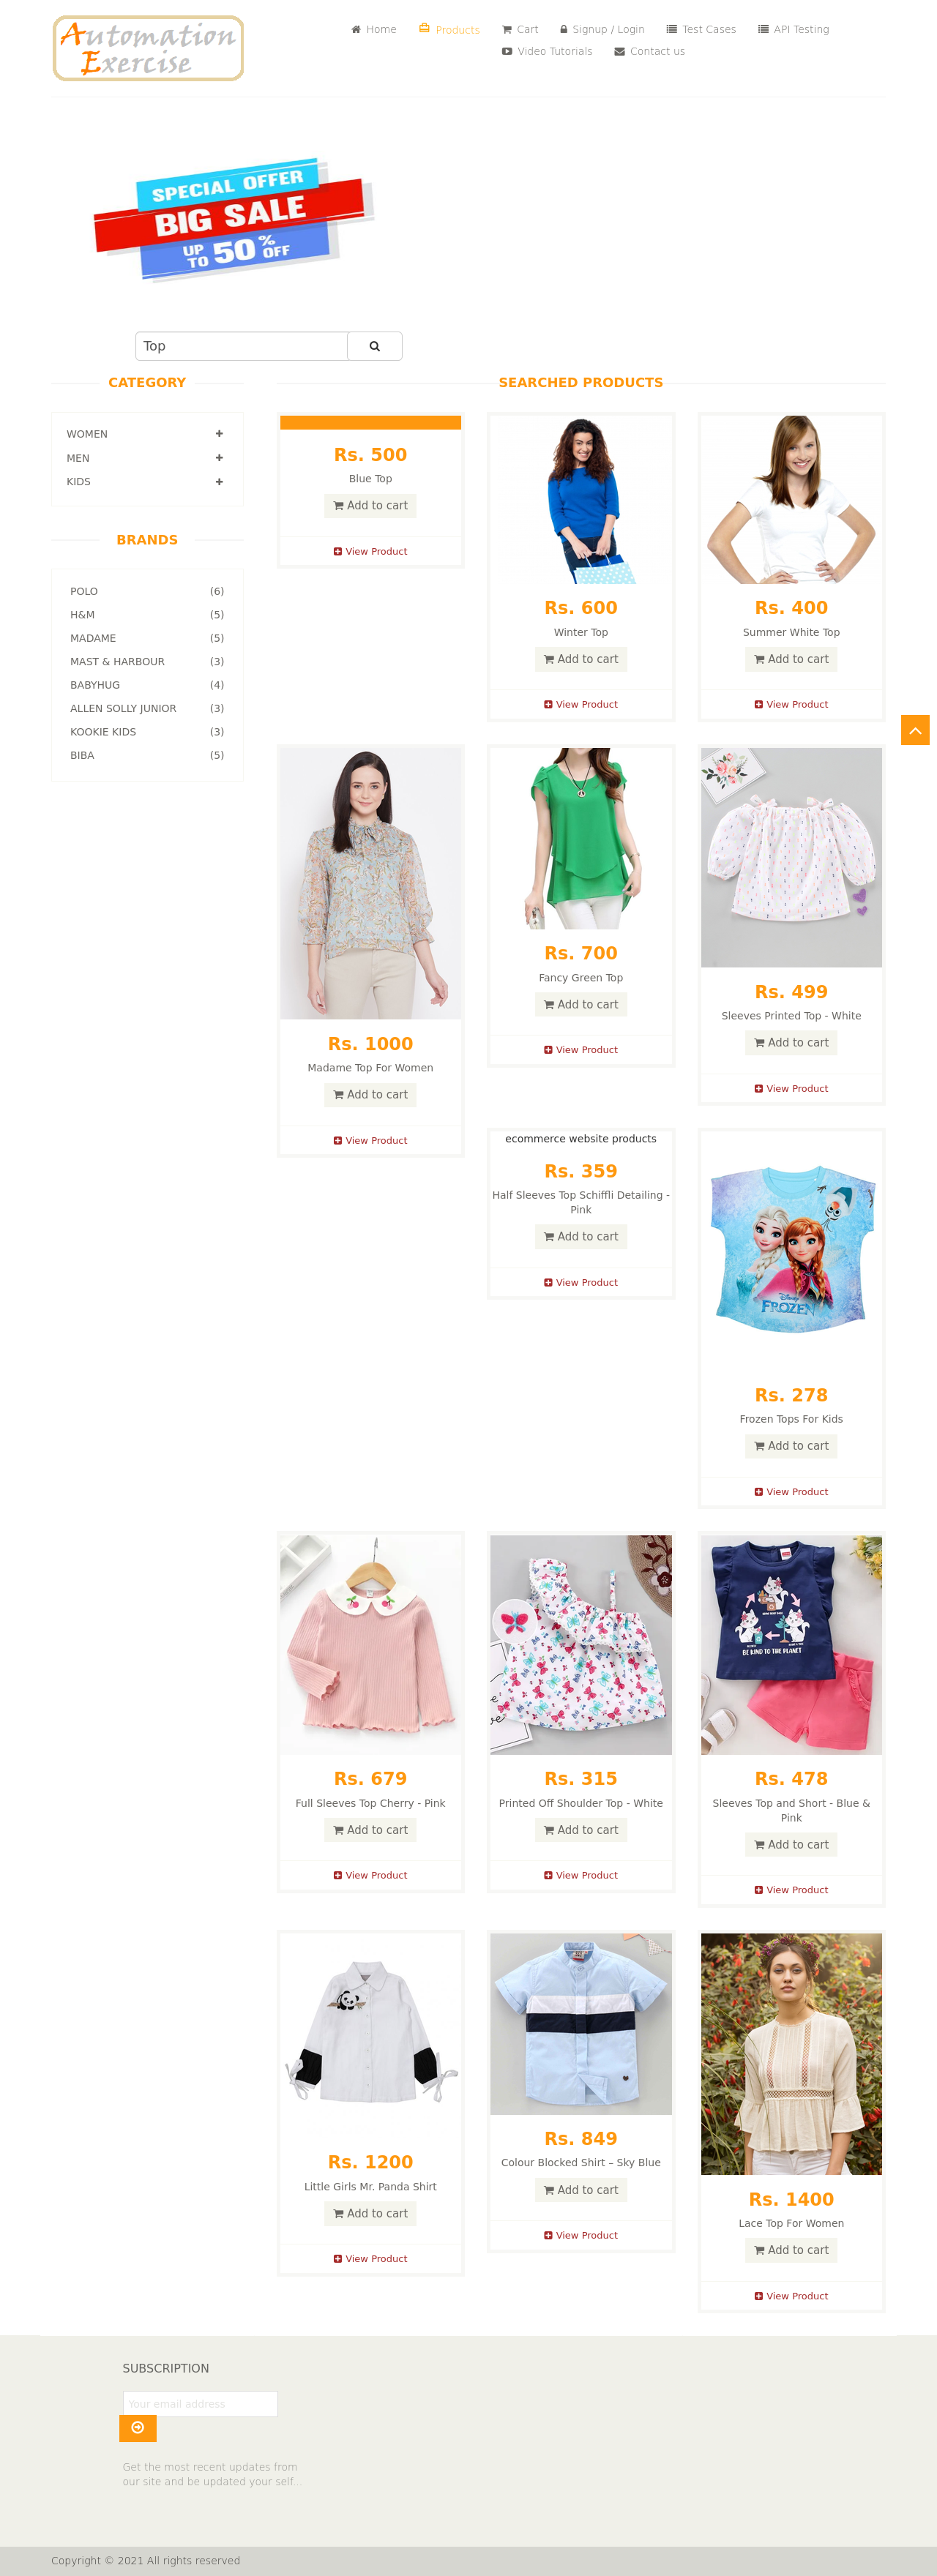 Automation
Exercise
Home
Products
Cart
Signup / Login
Test Cases
API Testing
Video Tutorials
Contact us
SPECIAL OFFER
BIG SALE
UP TO 50% OFF
Top
CATEGORY
WOMEN
MEN
KIDS
BRANDS
POLO (6)
H&M (5)
MADAME (5)
MAST & HARBOUR (3)
BABYHUG (4)
ALLEN SOLLY JUNIOR (3)
KOOKIE KIDS (3)
BIBA (5)
SEARCHED PRODUCTS
Rs. 500
Blue Top
Add to cart
View Product
Rs. 600
Winter Top
Add to cart
View Product
Rs. 400
Summer White Top
Add to cart
View Product
Rs. 1000
Madame Top For Women
Add to cart
View Product
Rs. 700
Fancy Green Top
Add to cart
View Product
Rs. 499
Sleeves Printed Top - White
Add to cart
View Product
ecommerce website products
Rs. 359
Half Sleeves Top Schiffli Detailing -
Pink
Add to cart
View Product
Disney
FROZEN
Rs. 278
Frozen Tops For Kids
Add to cart
View Product
Rs. 679
Full Sleeves Top Cherry - Pink
Add to cart
View Product
Rs. 315
Printed Off Shoulder Top - White
Add to cart
View Product
BE KIND TO THE PLANET
Rs. 478
Sleeves Top and Short - Blue &
Pink
Add to cart
View Product
Rs. 1200
Little Girls Mr. Panda Shirt
Add to cart
View Product
Rs. 849
Colour Blocked Shirt – Sky Blue
Add to cart
View Product
Rs. 1400
Lace Top For Women
Add to cart
View Product
SUBSCRIPTION
Your email address
Get the most recent updates from
our site and be updated your self...
Copyright © 2021 All rights reserved